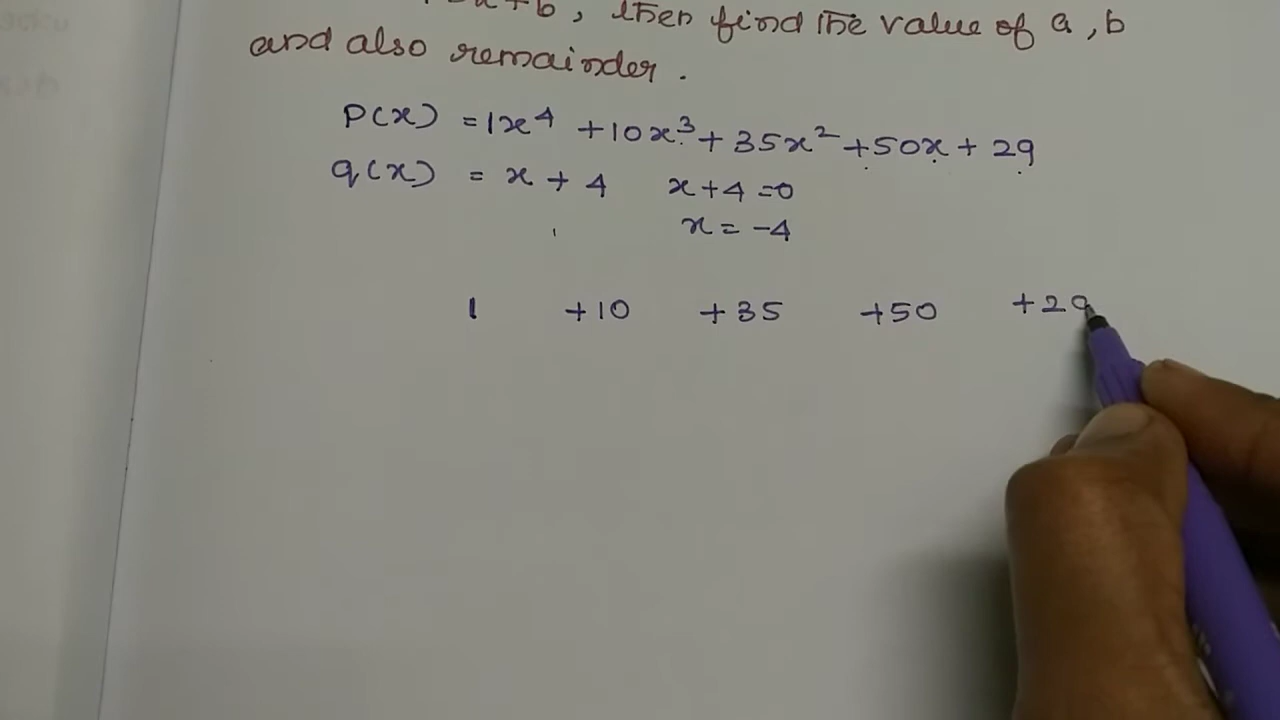 +b, then find the value of a, b
and also remainder.
P(x) = 1x⁴ + 10x³ + 35x² + 50x + 29
q(x) = x + 4 x + 4 = 0
x = -4
1 +10 +35 +50 +29